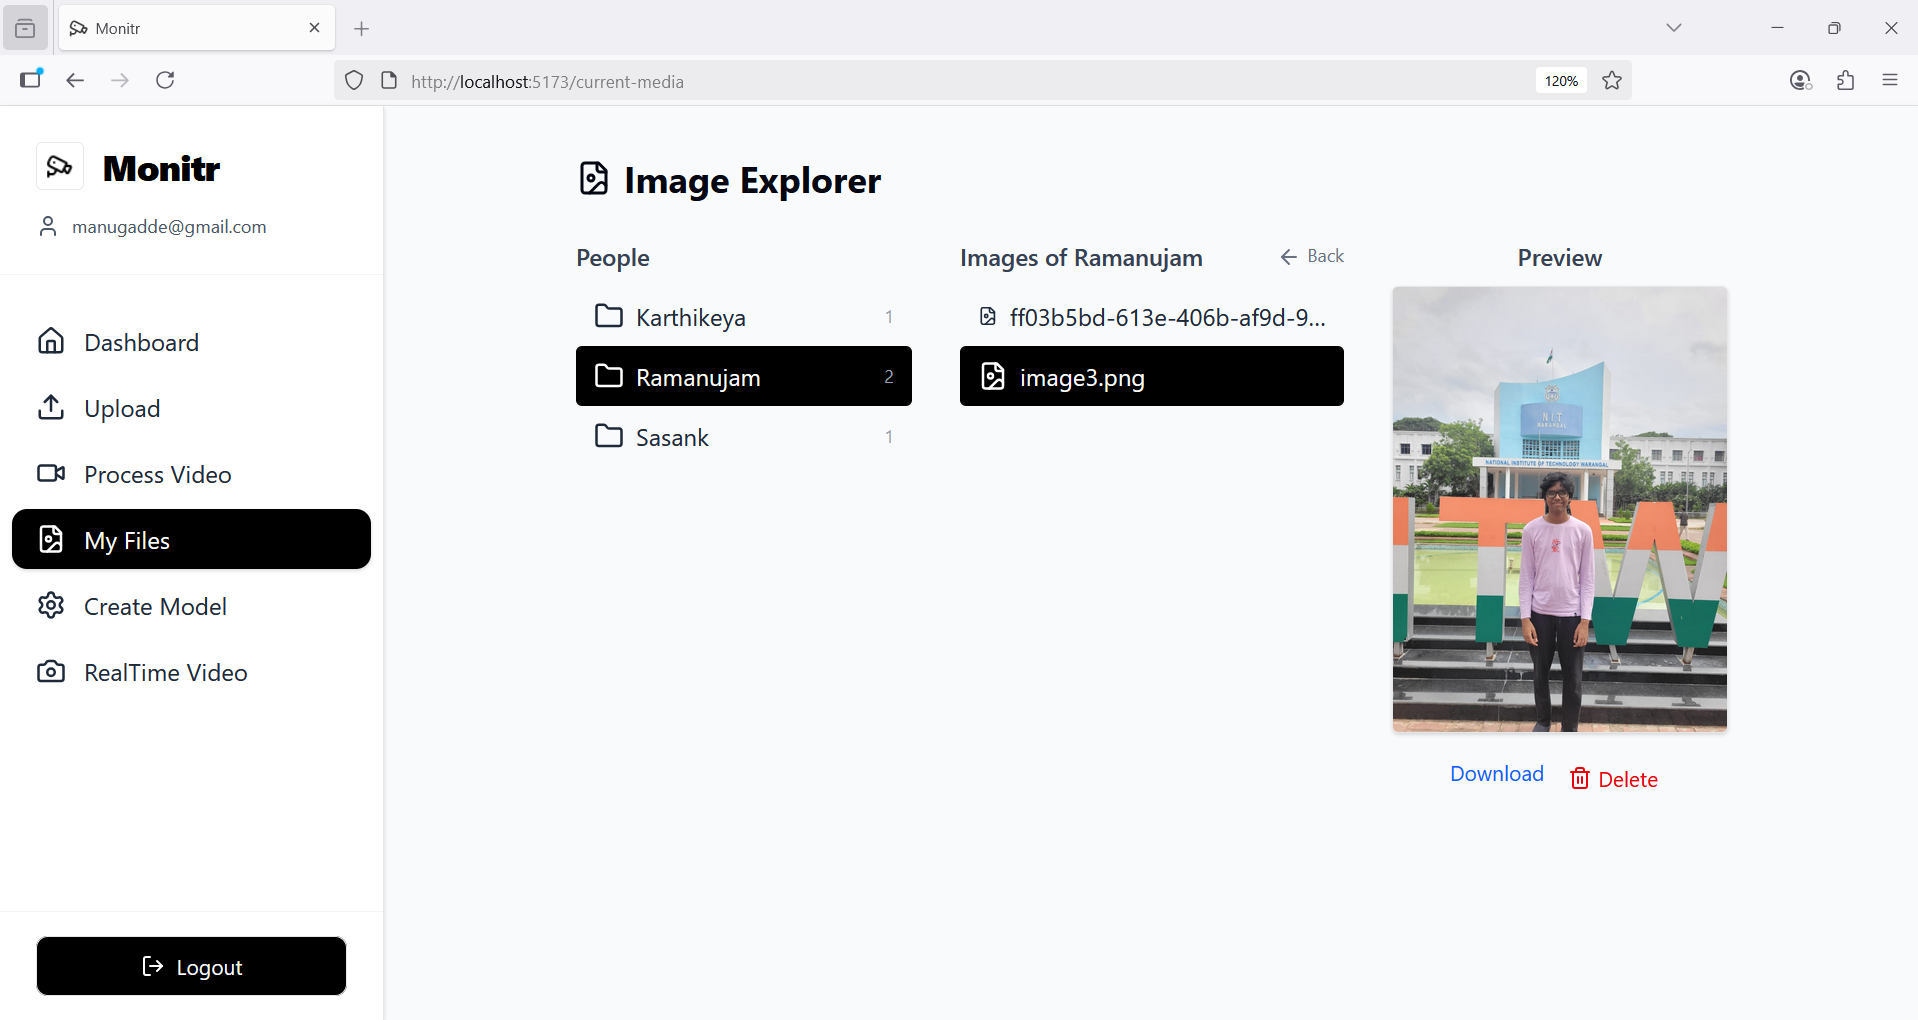 Monitr
http://localhost:5173/current-media
120%
Monitr
manugadde@gmail.com
Dashboard
Upload
Process Video
My Files
Create Model
RealTime Video
Logout
Image Explorer
People
Karthikeya 1
Ramanujam 2
Sasank 1
Images of Ramanujam
Back
ff03b5bd-613e-406b-af9d-9...
image3.png
Preview
NIT
WARANGAL
NATIONAL INSTITUTE OF TECHNOLOGY WARANGAL
ITW
Download
Delete